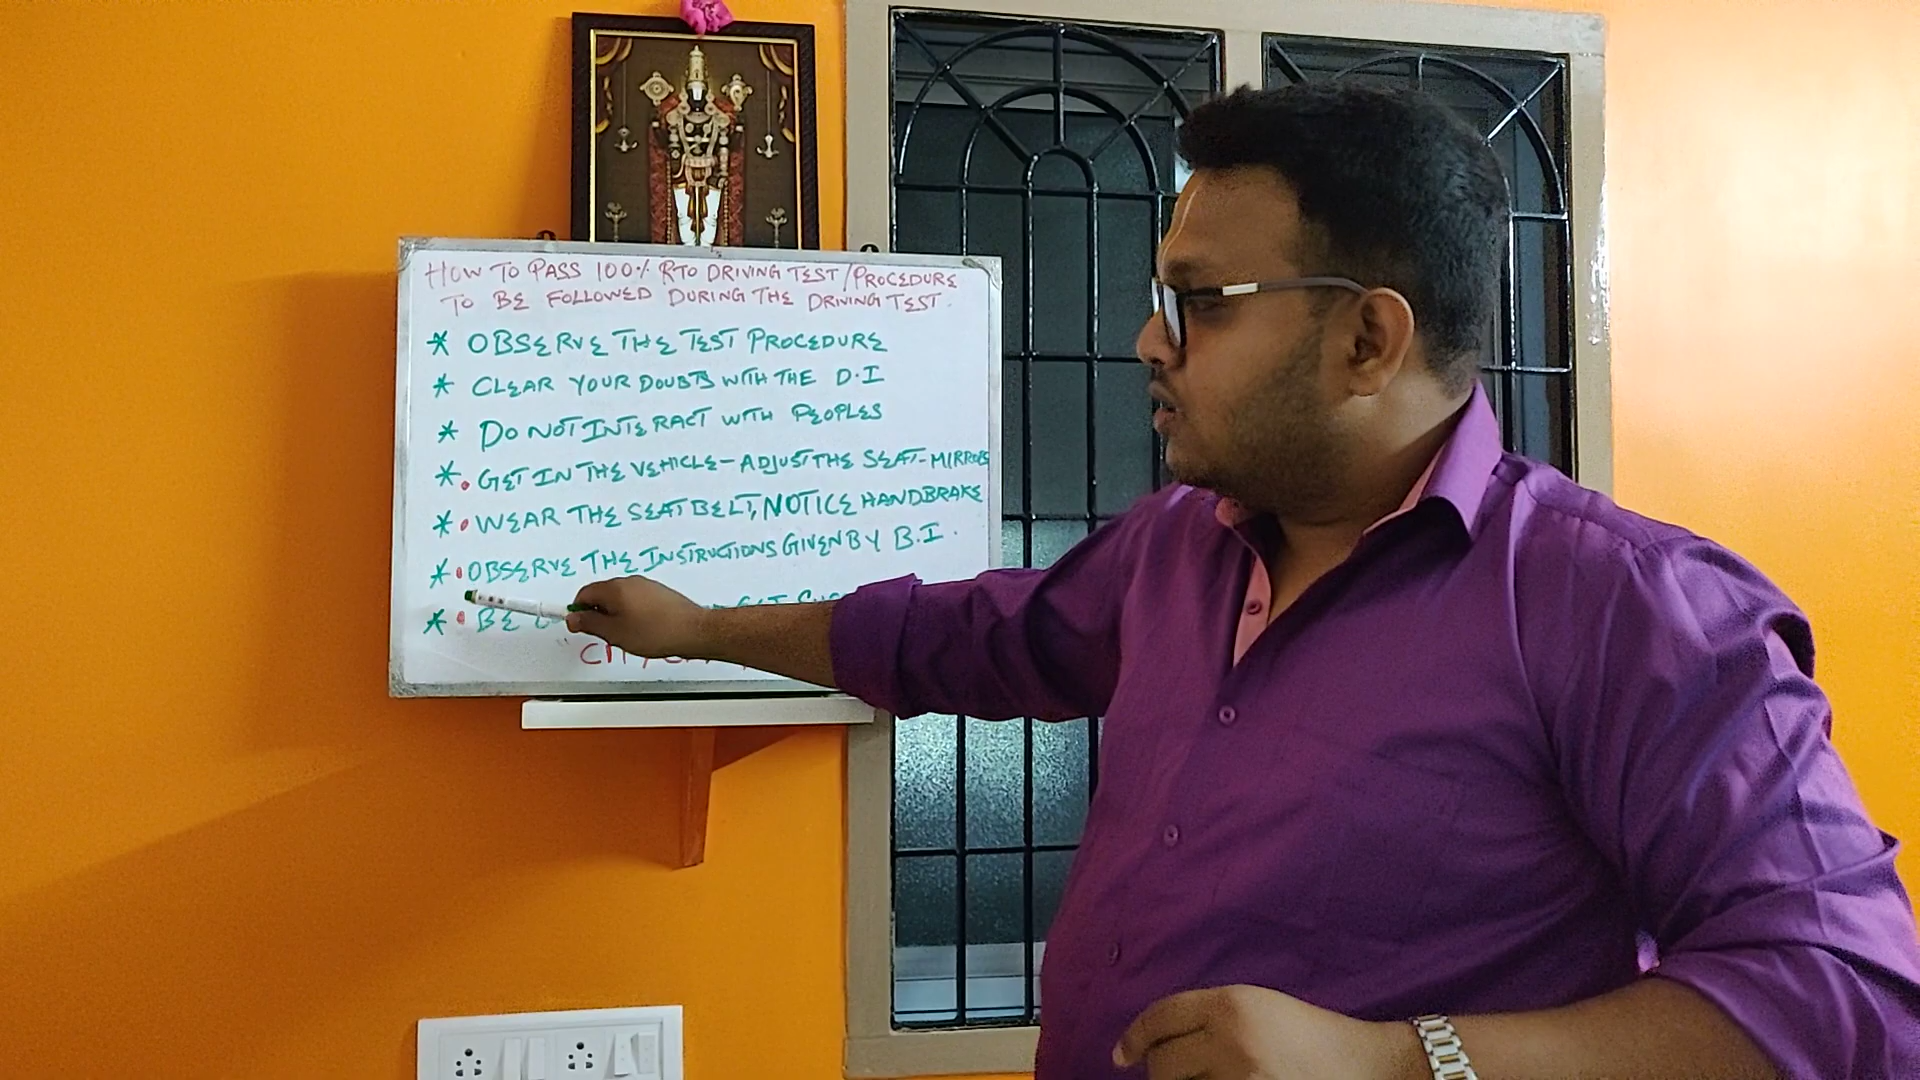 HOW TO PASS 100% RTO DRIVING TEST/PROCEDURE
TO BE FOLLOWED DURING THE DRIVING TEST.
* OBSERVE THE TEST PROCEDURE
* CLEAR YOUR DOUBTS WITH THE D.I
* DO NOT INTERACT WITH PEOPLES
* • GET IN THE VEHICLE - ADJUST THE SEAT - MIRRORS
* • WEAR THE SEAT BELT, NOTICE HANDBRAKE
* • OBSERVE THE INSTRUCTIONS GIVEN BY B.I.
* • BE GET